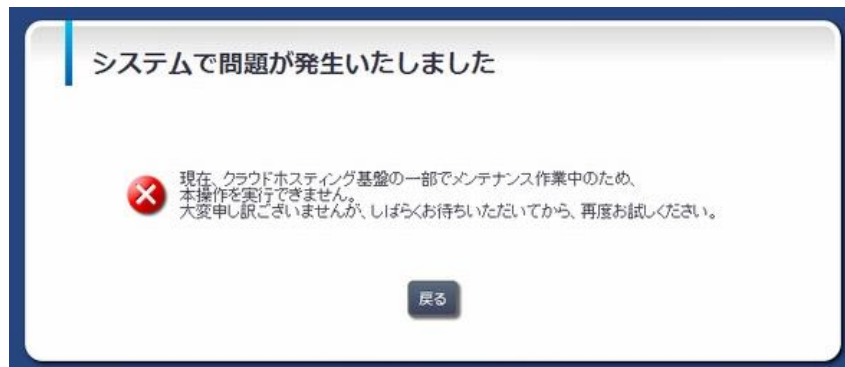 システムで問題が発生いたしました
現在、クラウドホスティング基盤の一部でメンテナンス作業中のため、
本操作を実行できません。
大変申し訳ございませんが、しばらくお待ちいただいてから、再度お試しください。
戻る